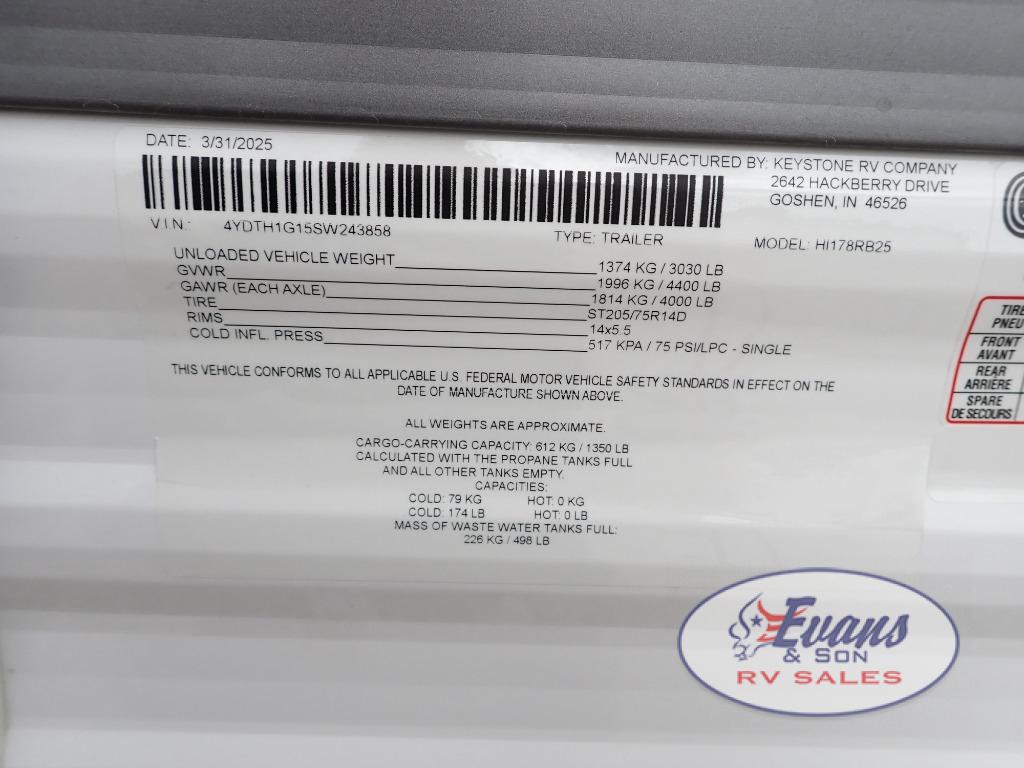 DATE: 3/31/2025
MANUFACTURED BY: KEYSTONE RV COMPANY
2642 HACKBERRY DRIVE
GOSHEN, IN 46526
V.I.N.: 4YDTH1G15SW243858
TYPE: TRAILER
MODEL: HI178RB25
UNLOADED VEHICLE WEIGHT 1374 KG / 3030 LB
GVWR 1996 KG / 4400 LB
GAWR (EACH AXLE) 1814 KG / 4000 LB
TIRE ST205/75R14D
RIMS 14x5.5
COLD INFL. PRESS 517 KPA / 75 PSI/LPC - SINGLE
THIS VEHICLE CONFORMS TO ALL APPLICABLE U.S. FEDERAL MOTOR VEHICLE SAFETY STANDARDS IN EFFECT ON THE
DATE OF MANUFACTURE SHOWN ABOVE.
ALL WEIGHTS ARE APPROXIMATE.
CARGO-CARRYING CAPACITY: 612 KG / 1350 LB
CALCULATED WITH THE PROPANE TANKS FULL
AND ALL OTHER TANKS EMPTY.
CAPACITIES:
COLD: 79 KG HOT: 0 KG
COLD: 174 LB HOT: 0 LB
MASS OF WASTE WATER TANKS FULL:
226 KG / 498 LB
TIRE
FRONT
AVANT
REAR
ARRIÈRE
SPARE
DE SECOURS
Evans
& SON
RV SALES